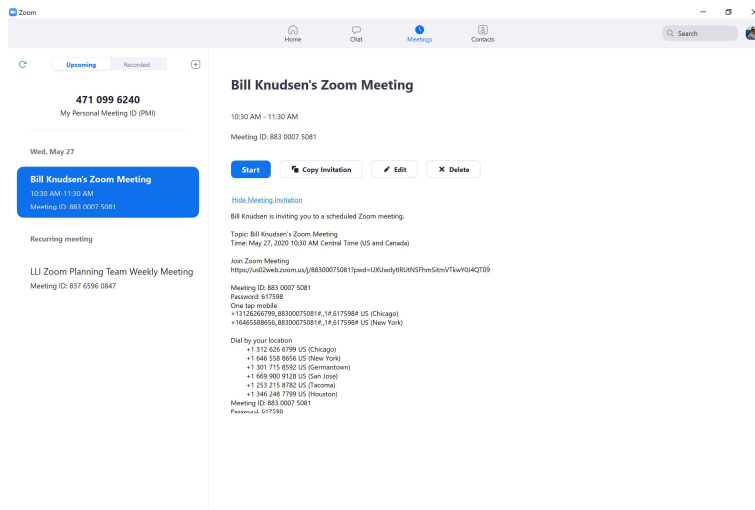 Zoom
Home
Chat
Meetings
Contacts
Search
Upcoming
Recorded
471 099 6240
My Personal Meeting ID (PMI)
Wed, May 27
Bill Knudsen's Zoom Meeting
10:30 AM-11:30 AM
Meeting ID: 883 0007 5081
Recurring meeting
LLI Zoom Planning Team Weekly Meeting
Meeting ID: 837 6596 0847
Bill Knudsen's Zoom Meeting
10:30 AM - 11:30 AM
Meeting ID: 883 0007 5081
Start
Copy Invitation
Edit
Delete
Hide Meeting Invitation
Bill Knudsen is inviting you to a scheduled Zoom meeting.
Topic: Bill Knudsen's Zoom Meeting
Time: May 27, 2020 10:30 AM Central Time (US and Canada)
Join Zoom Meeting
https://us02web.zoom.us/j/88300075081?pwd=UXUwdytlRUtNSFhmSitmVTkwY0J4QT09
Meeting ID: 883 0007 5081
Password: 617598
One tap mobile
+13126266799,,88300075081#,,1#,617598# US (Chicago)
+16465588656,,88300075081#,,1#,617598# US (New York)
Dial by your location
+1 312 626 6799 US (Chicago)
+1 646 558 8656 US (New York)
+1 301 715 8592 US (Germantown)
+1 669 900 9128 US (San Jose)
+1 253 215 8782 US (Tacoma)
+1 346 248 7799 US (Houston)
Meeting ID: 883 0007 5081
Password: 617598